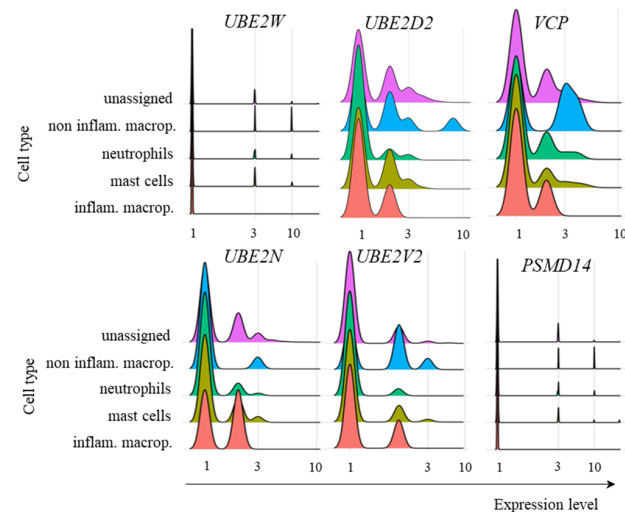 UBE2W UBE2D2 VCP
Cell type
unassigned
non inflam. macrop.
neutrophils
mast cells
inflam. macrop.
1 3 10 1 3 10 1 3 10
UBE2N UBE2V2 PSMD14
Cell type
unassigned
non inflam. macrop.
neutrophils
mast cells
inflam. macrop.
1 3 10 1 3 10 1 3 10
Expression level